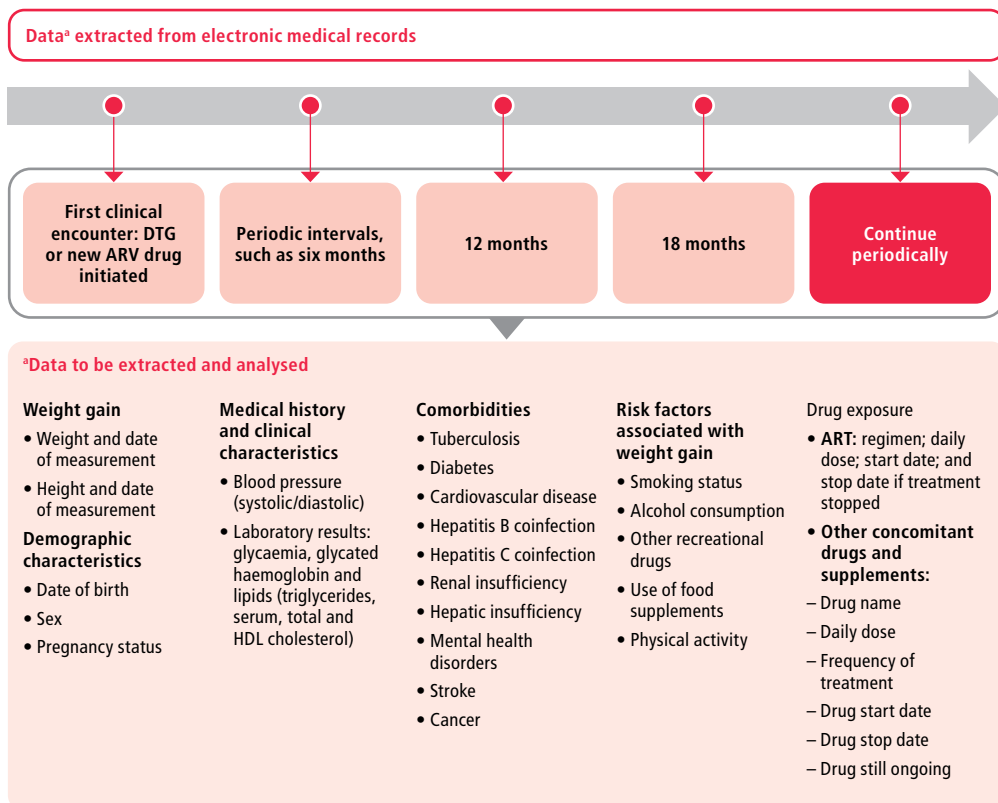 Dataª extracted from electronic medical records
First clinical
encounter: DTG
or new ARV drug
initiated
Periodic intervals,
such as six months
12 months
18 months
Continue
periodically
ªData to be extracted and analysed
Weight gain
• Weight and date
of measurement
• Height and date
of measurement
Demographic
characteristics
• Date of birth
• Sex
• Pregnancy status
Medical history
and clinical
characteristics
• Blood pressure
(systolic/diastolic)
• Laboratory results:
glycaemia, glycated
haemoglobin and
lipids (triglycerides,
serum, total and
HDL cholesterol)
Comorbidities
• Tuberculosis
• Diabetes
• Cardiovascular disease
• Hepatitis B coinfection
• Hepatitis C coinfection
• Renal insufficiency
• Hepatic insufficiency
• Mental health
disorders
• Stroke
• Cancer
Risk factors
associated with
weight gain
• Smoking status
• Alcohol consumption
• Other recreational
drugs
• Use of food
supplements
• Physical activity
Drug exposure
• ART: regimen; daily
dose; start date; and
stop date if treatment
stopped
• Other concomitant
drugs and
supplements:
– Drug name
– Daily dose
– Frequency of
treatment
– Drug start date
– Drug stop date
– Drug still ongoing